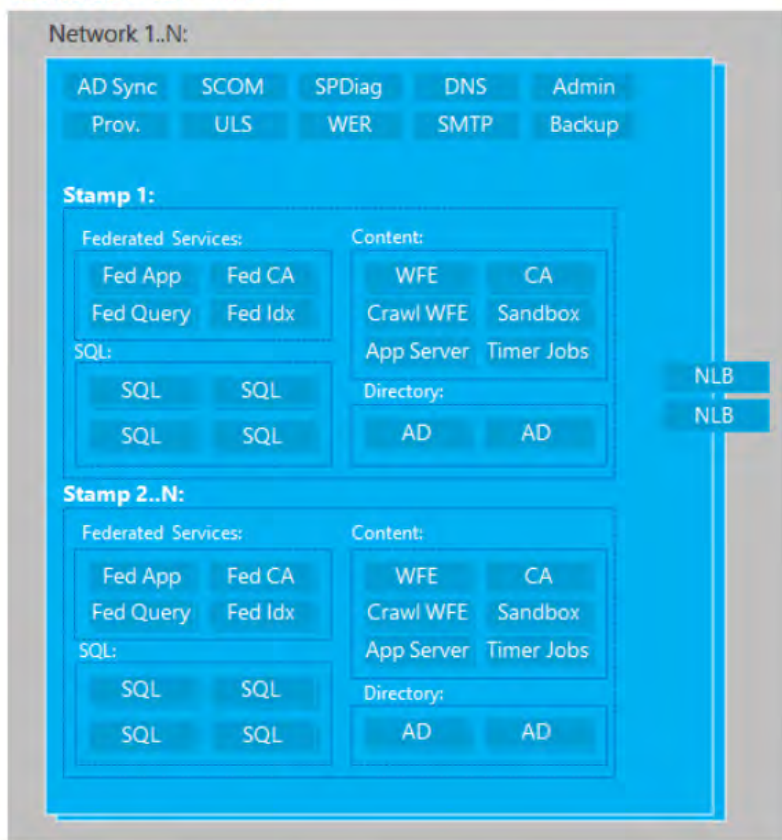 Network 1..N:
AD Sync SCOM SPDiag DNS Admin
Prov. ULS WER SMTP Backup
Stamp 1:
Federated Services:
Fed App Fed CA
Fed Query Fed Idx
SQL:
SQL SQL
SQL SQL
Content:
WFE CA
Crawl WFE Sandbox
App Server Timer Jobs
Directory:
AD AD
NLB
NLB
Stamp 2..N:
Federated Services:
Fed App Fed CA
Fed Query Fed Idx
SQL:
SQL SQL
SQL SQL
Content:
WFE CA
Crawl WFE Sandbox
App Server Timer Jobs
Directory:
AD AD